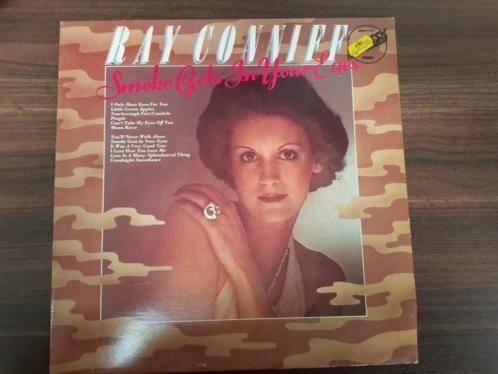 RAY CONNIFF
Smoke Gets In Your Eyes
I Only Have Eyes For You
Little Green Apples
Scarborough Fair/Canticle
People
Can't Take My Eyes Off You
Moon River
You'll Never Walk Alone
Smoke Gets In Your Eyes
It Was A Very Good Year
I Love How You Love Me
Love Is A Many-Splendored Thing
Goodnight Sweetheart